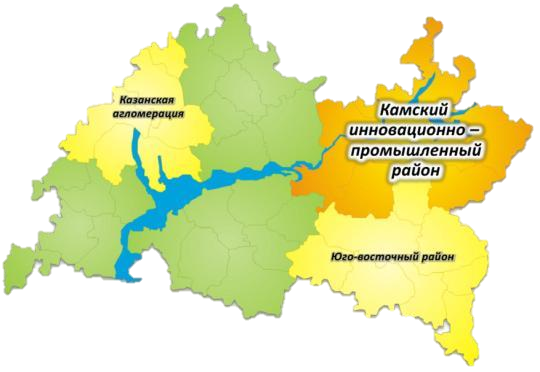 Казанская
агломерация
Камский
инновационно –
промышленный
район
Юго-восточный район